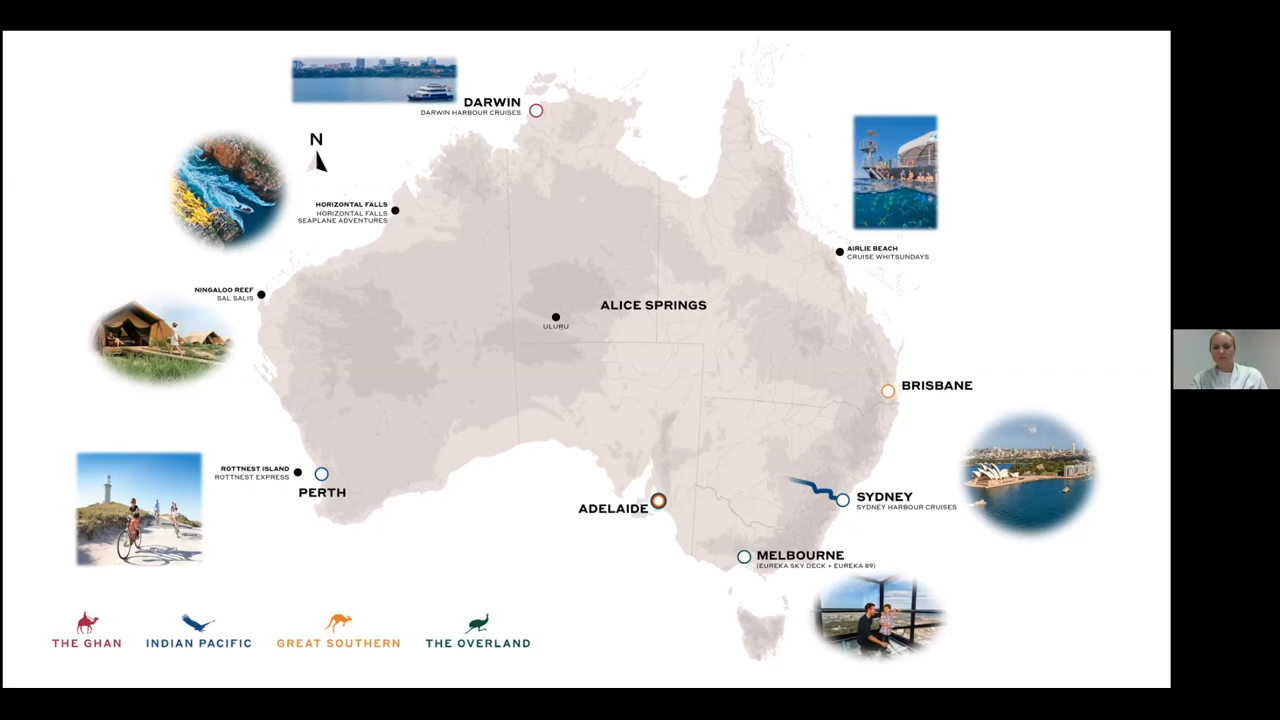 DARWIN
DARWIN HARBOUR CRUISES
N
HORIZONTAL FALLS
HORIZONTAL FALLS
SEAPLANE ADVENTURES
AIRLIE BEACH
CRUISE WHITSUNDAYS
NINGALOO REEF
SAL SALIS
ALICE SPRINGS
ULURU
BRISBANE
ROTTNEST ISLAND
ROTTNEST EXPRESS
PERTH
ADELAIDE
SYDNEY
SYDNEY HARBOUR CRUISES
MELBOURNE
(EUREKA SKY DECK + EUREKA 89)
THE GHAN
INDIAN PACIFIC
GREAT SOUTHERN
THE OVERLAND